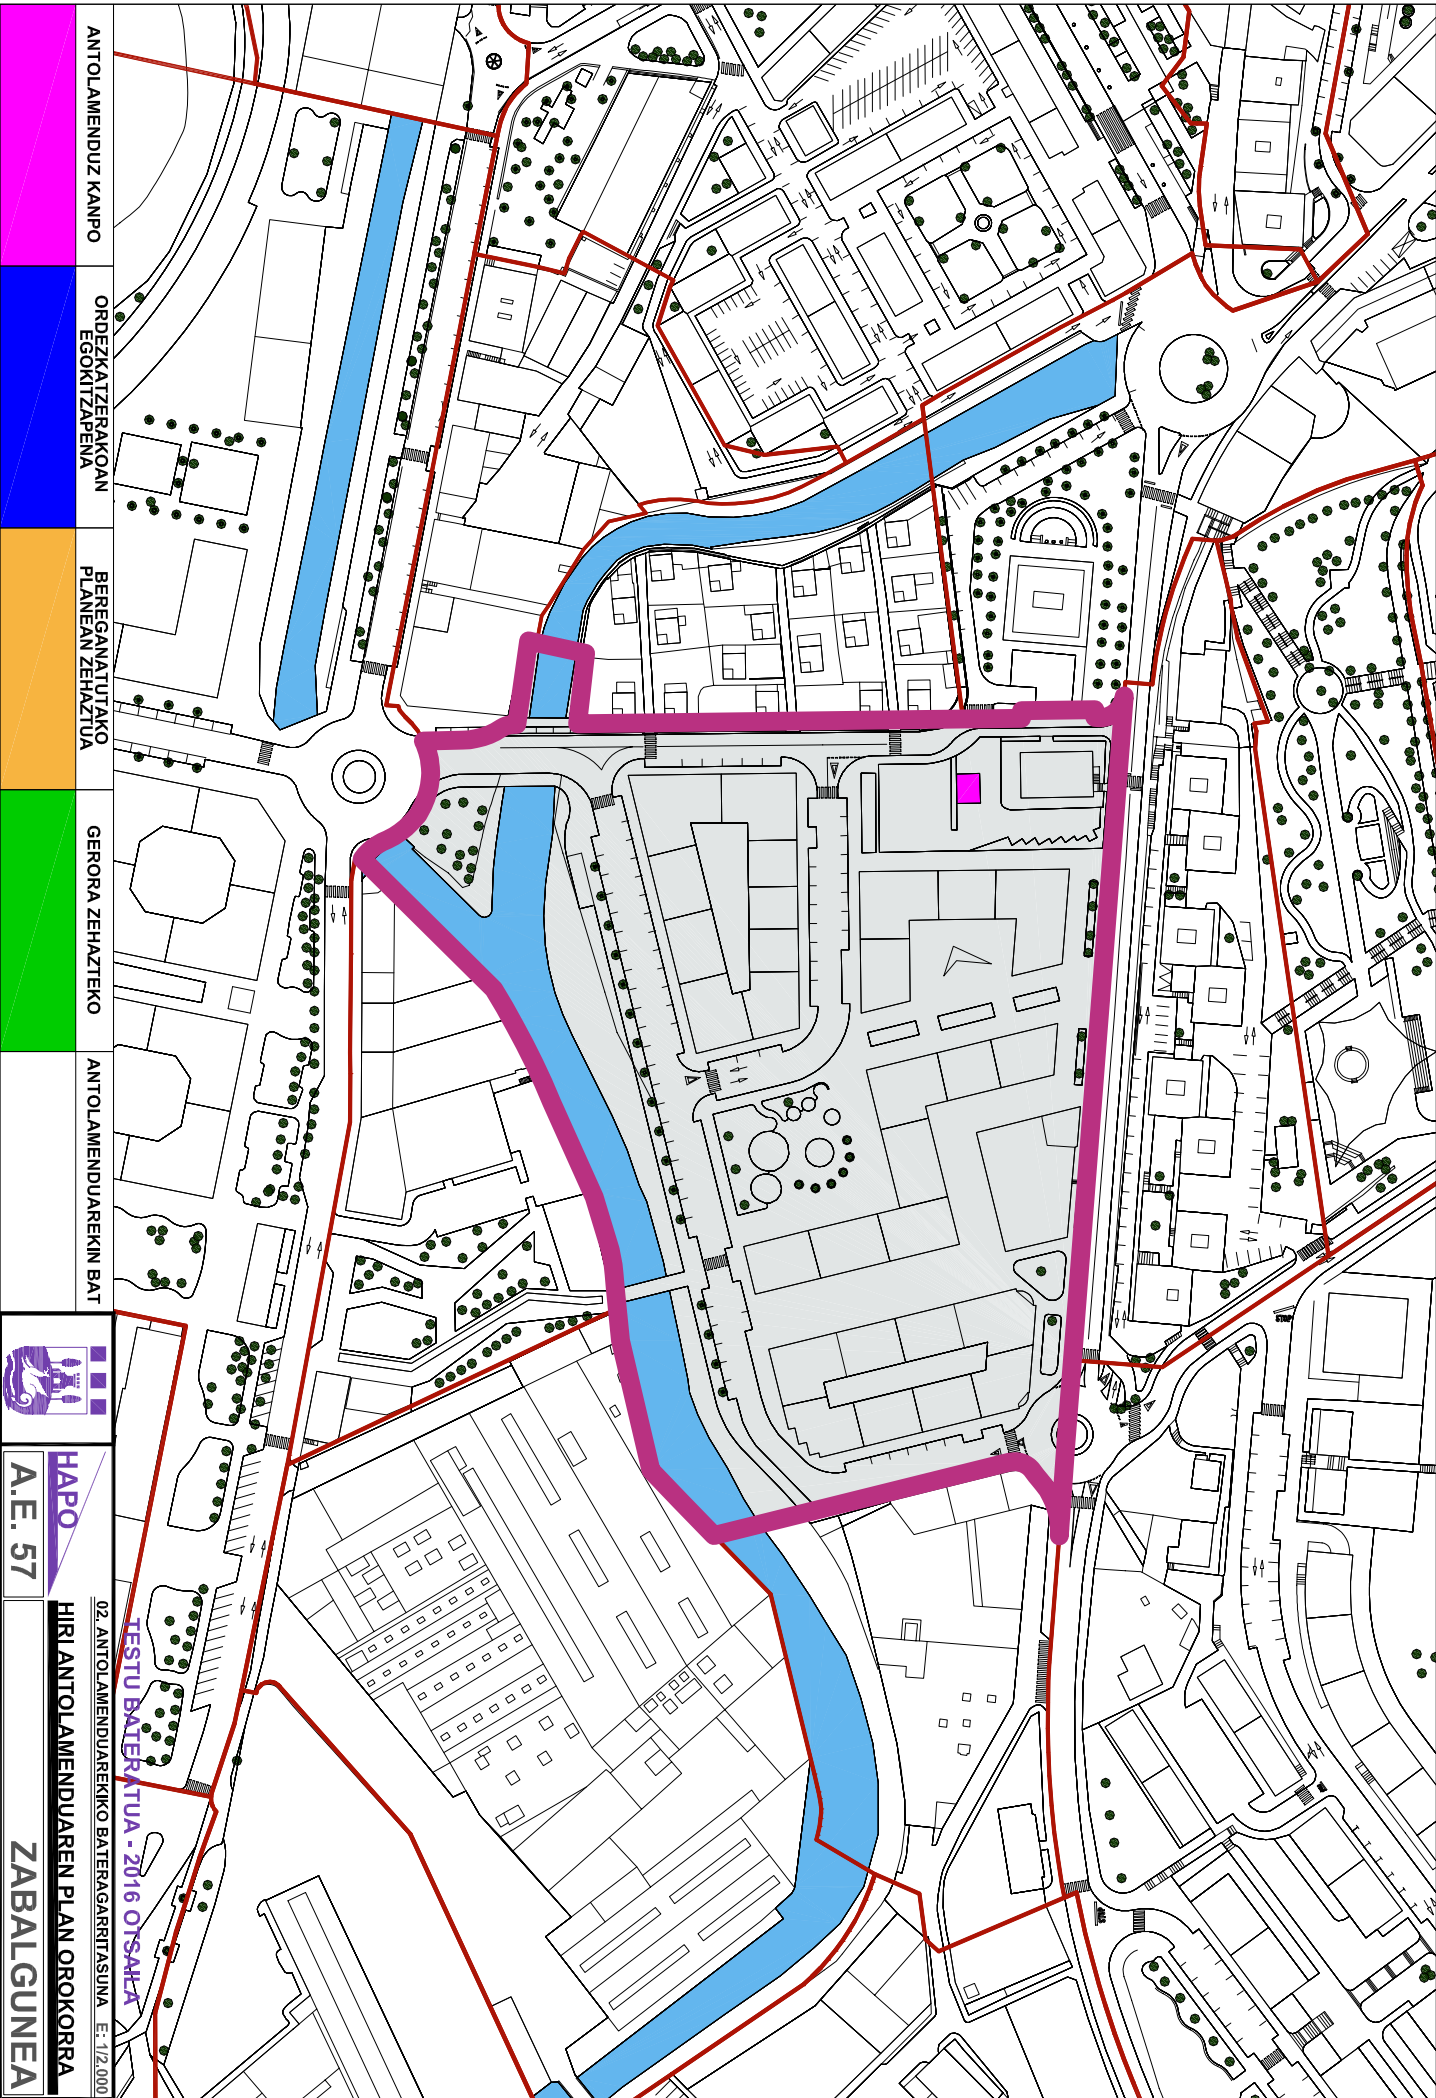 ANTOLAMENDUZ KANPO
ORDEZKATZERAKOAN
EGOKITZAPENA
BEREGANATUTAKO
PLANEAN ZEHAZTUA
GERORA ZEHAZTEKO
ANTOLAMENDUAREKIN BAT
HAPO
A.E. 57
TESTU BATERATUA - 2016 OTSAILA
02. ANTOLAMENDUAREKIKO BATERAGARRITASUNA E: 1/2.000
HIRI ANTOLAMENDUAREN PLAN OROKORRA
ZABALGUNEA
STOP